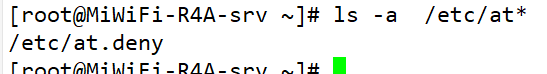 [root@MiWiFi-R4A-srv ~]# ls -a  /etc/at*
/etc/at.deny
[root@MiWiFi-R4A-srv ~]#